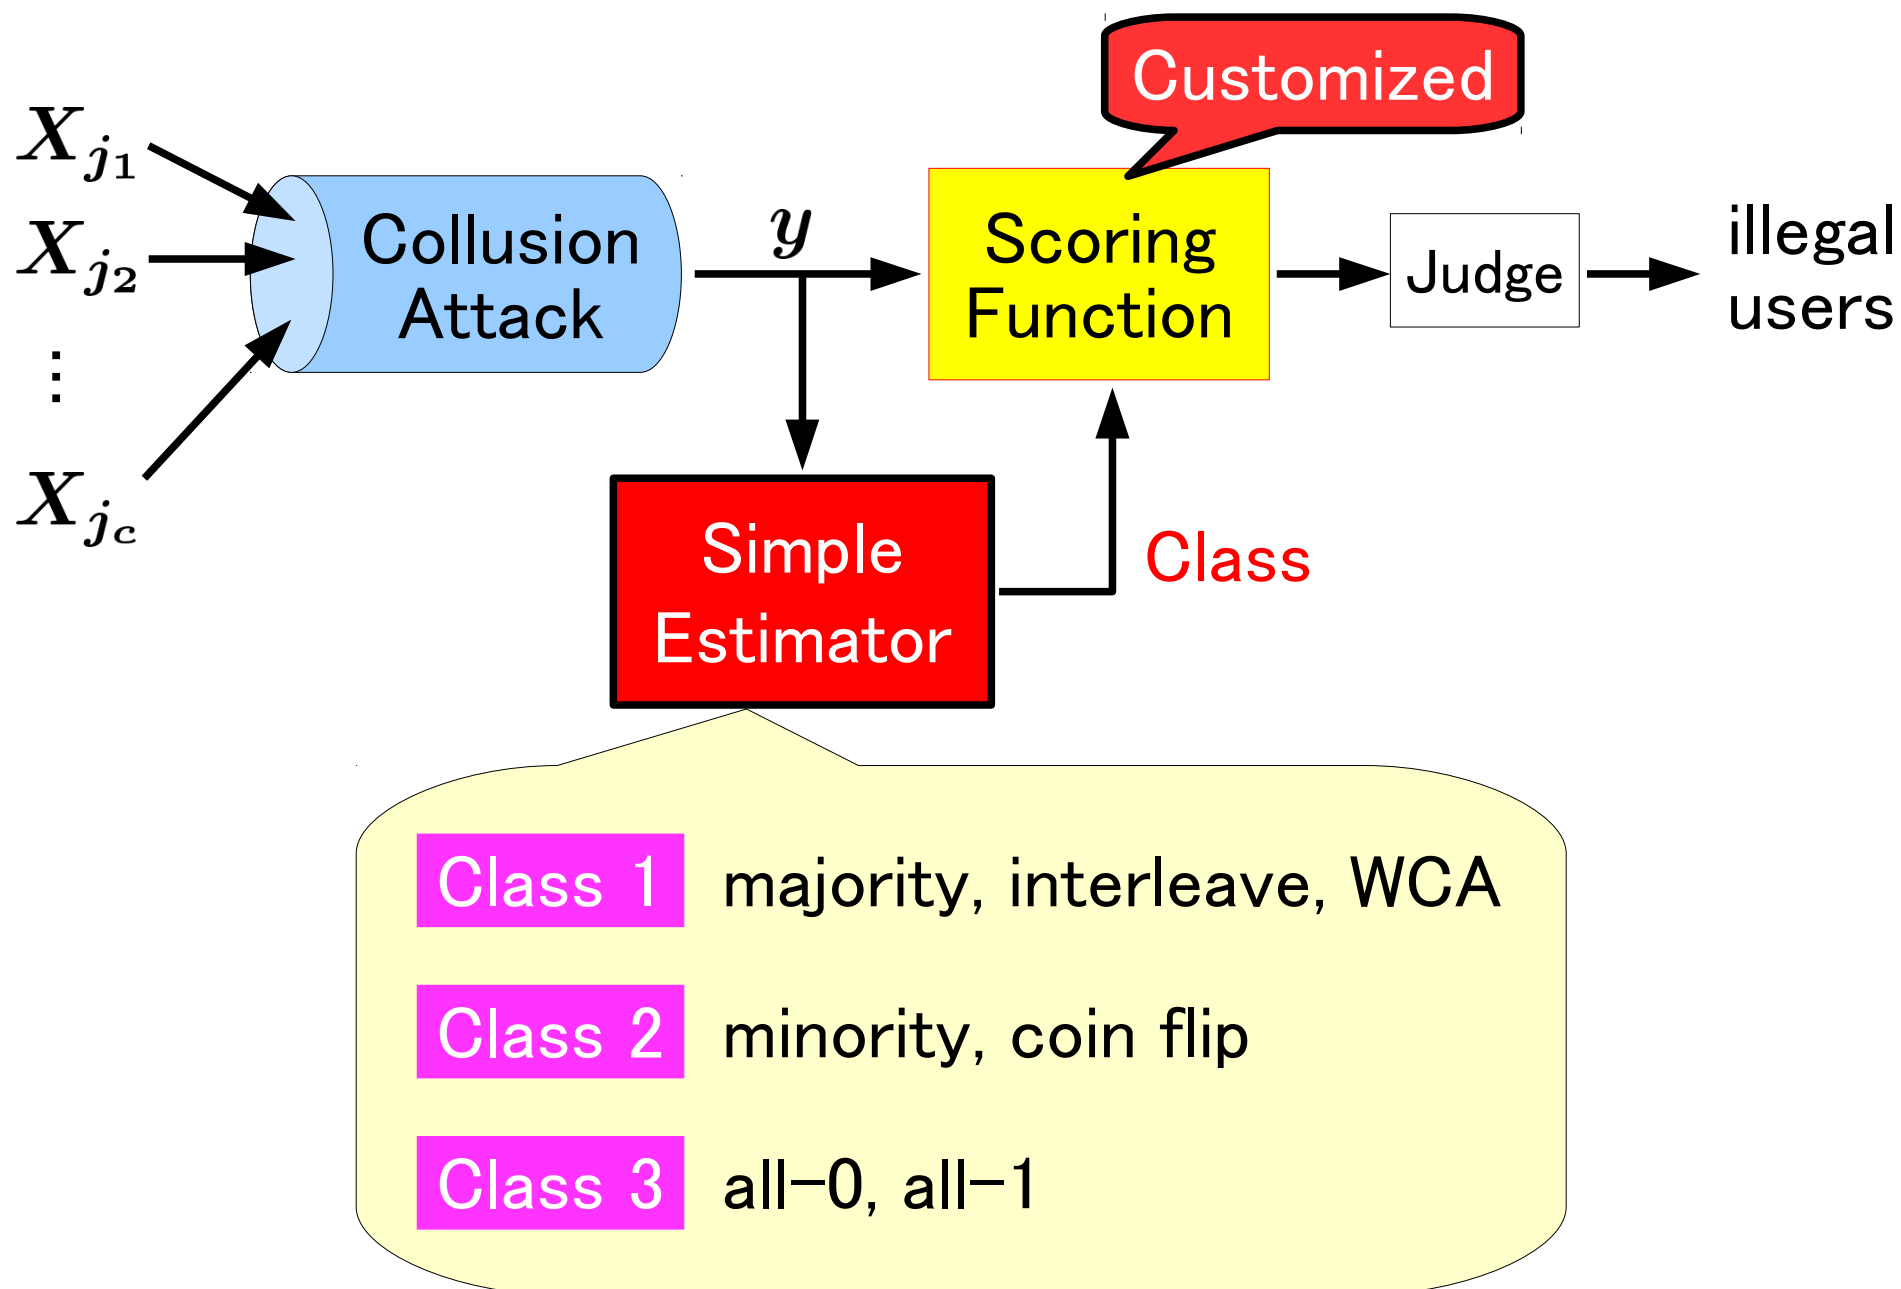 Customized
X_{j_1}
X_{j_2}
⋮
X_{j_c}
Collusion
Attack
y
Scoring
Function
Judge
illegal
users
Simple
Estimator
Class
Class 1 majority, interleave, WCA
Class 2 minority, coin flip
Class 3 all-0, all-1